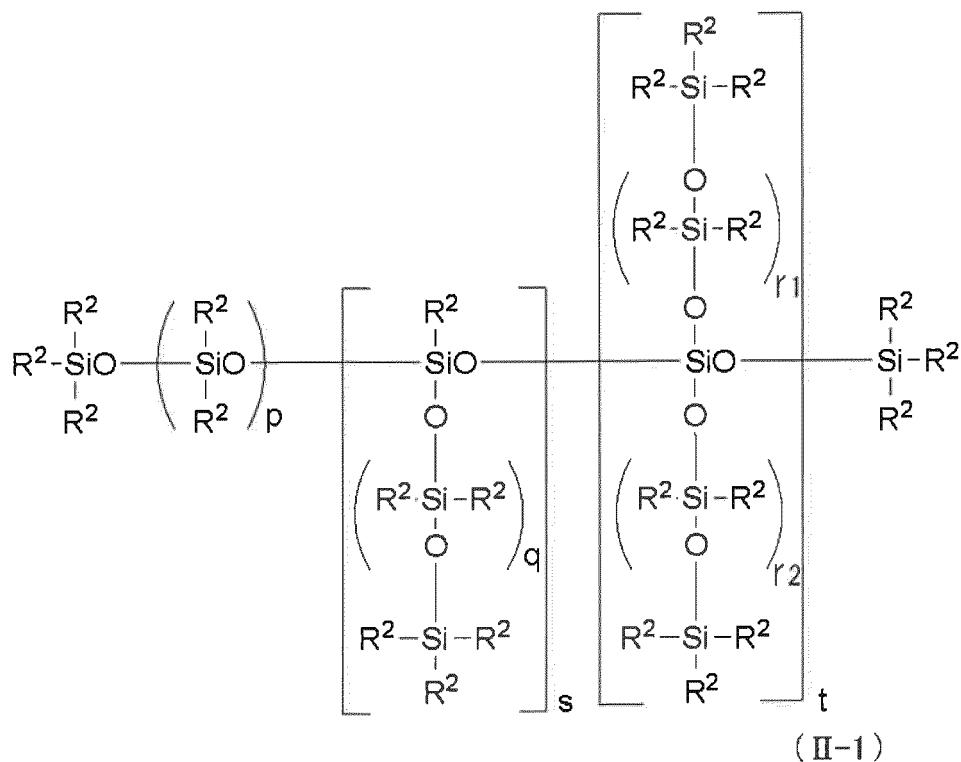 R²
R²-Si-R²
O
R²-Si-R²
r1
O
R² R² R² R²
R²-SiO SiO SiO SiO Si-R²
R² R² p O O R²
R²-Si-R² R²-Si-R²
O q O r2
R²-Si-R² R²-Si-R²
R² s R² t
(Ⅱ-1)